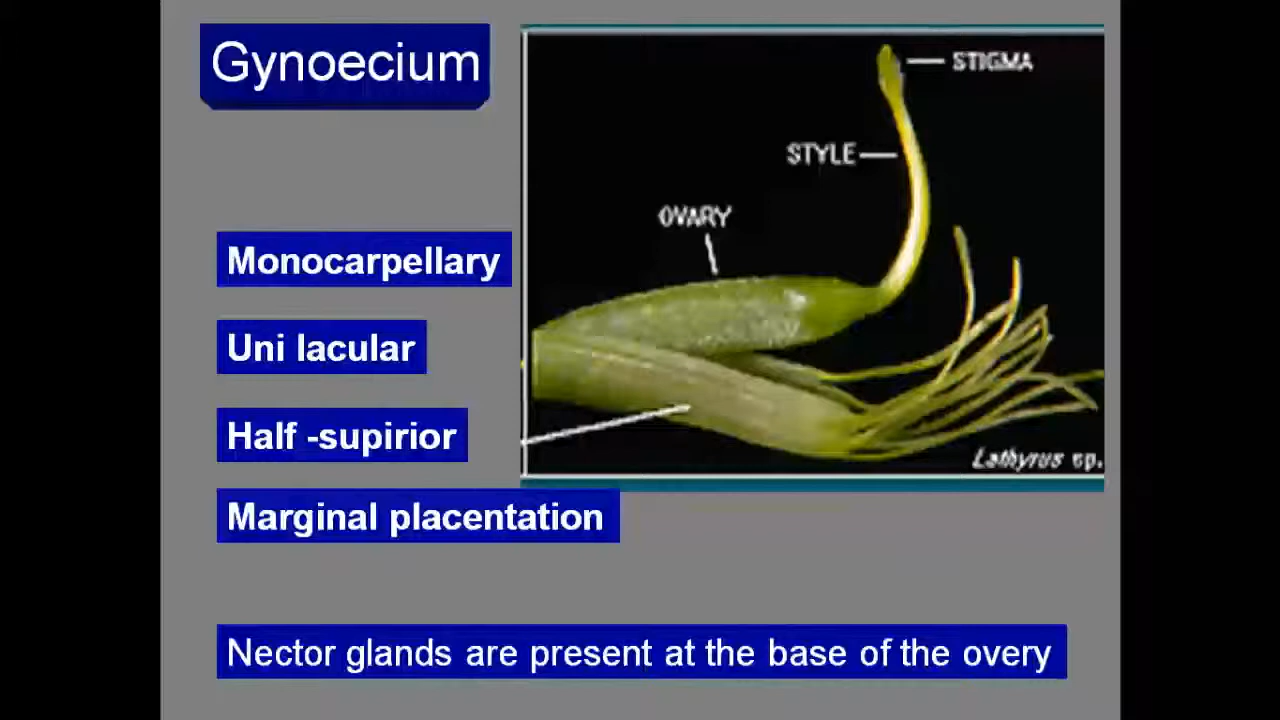 Gynoecium
STIGMA
STYLE
OVARY
Monocarpellary
Uni lacular
Half -supirior
Lathyrus sp.
Marginal placentation
Nector glands are present at the base of the overy